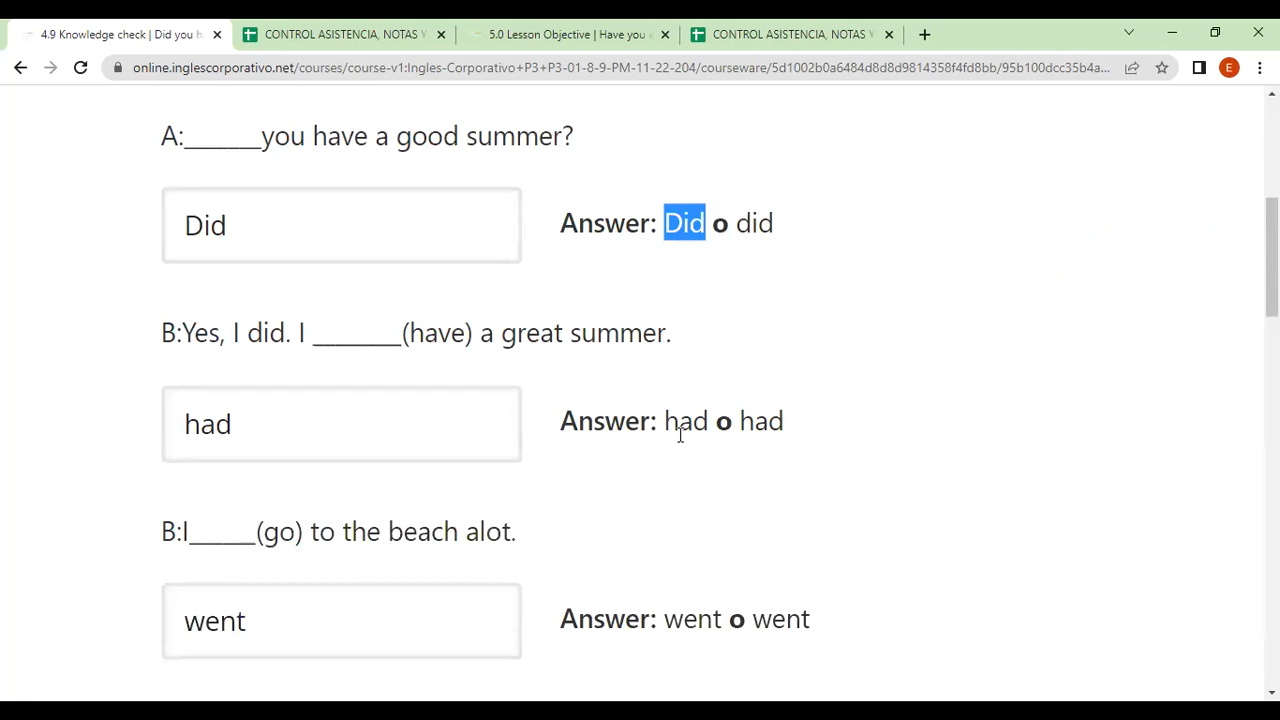 4.9 Knowledge check | Did you h
CONTROL ASISTENCIA, NOTAS Y
5.0 Lesson Objective | Have you e
CONTROL ASISTENCIA, NOTAS Y
online.inglescorporativo.net/courses/course-v1:Ingles-Corporativo+P3+P3-01-8-9-PM-11-22-204/courseware/5d1002b0a6484d8d8d9814358f4fd8bb/95b100dcc35b4a...
E
A:_______you have a good summer?
Did
Answer: Did o did
B:Yes, I did. I ________(have) a great summer.
had
Answer: had o had
B:I______(go) to the beach alot.
went
Answer: went o went